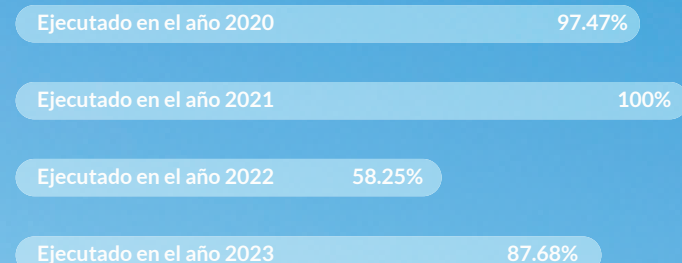 Ejecutado en el año 2020 97.47%
Ejecutado en el año 2021 100%
Ejecutado en el año 2022 58.25%
Ejecutado en el año 2023 87.68%